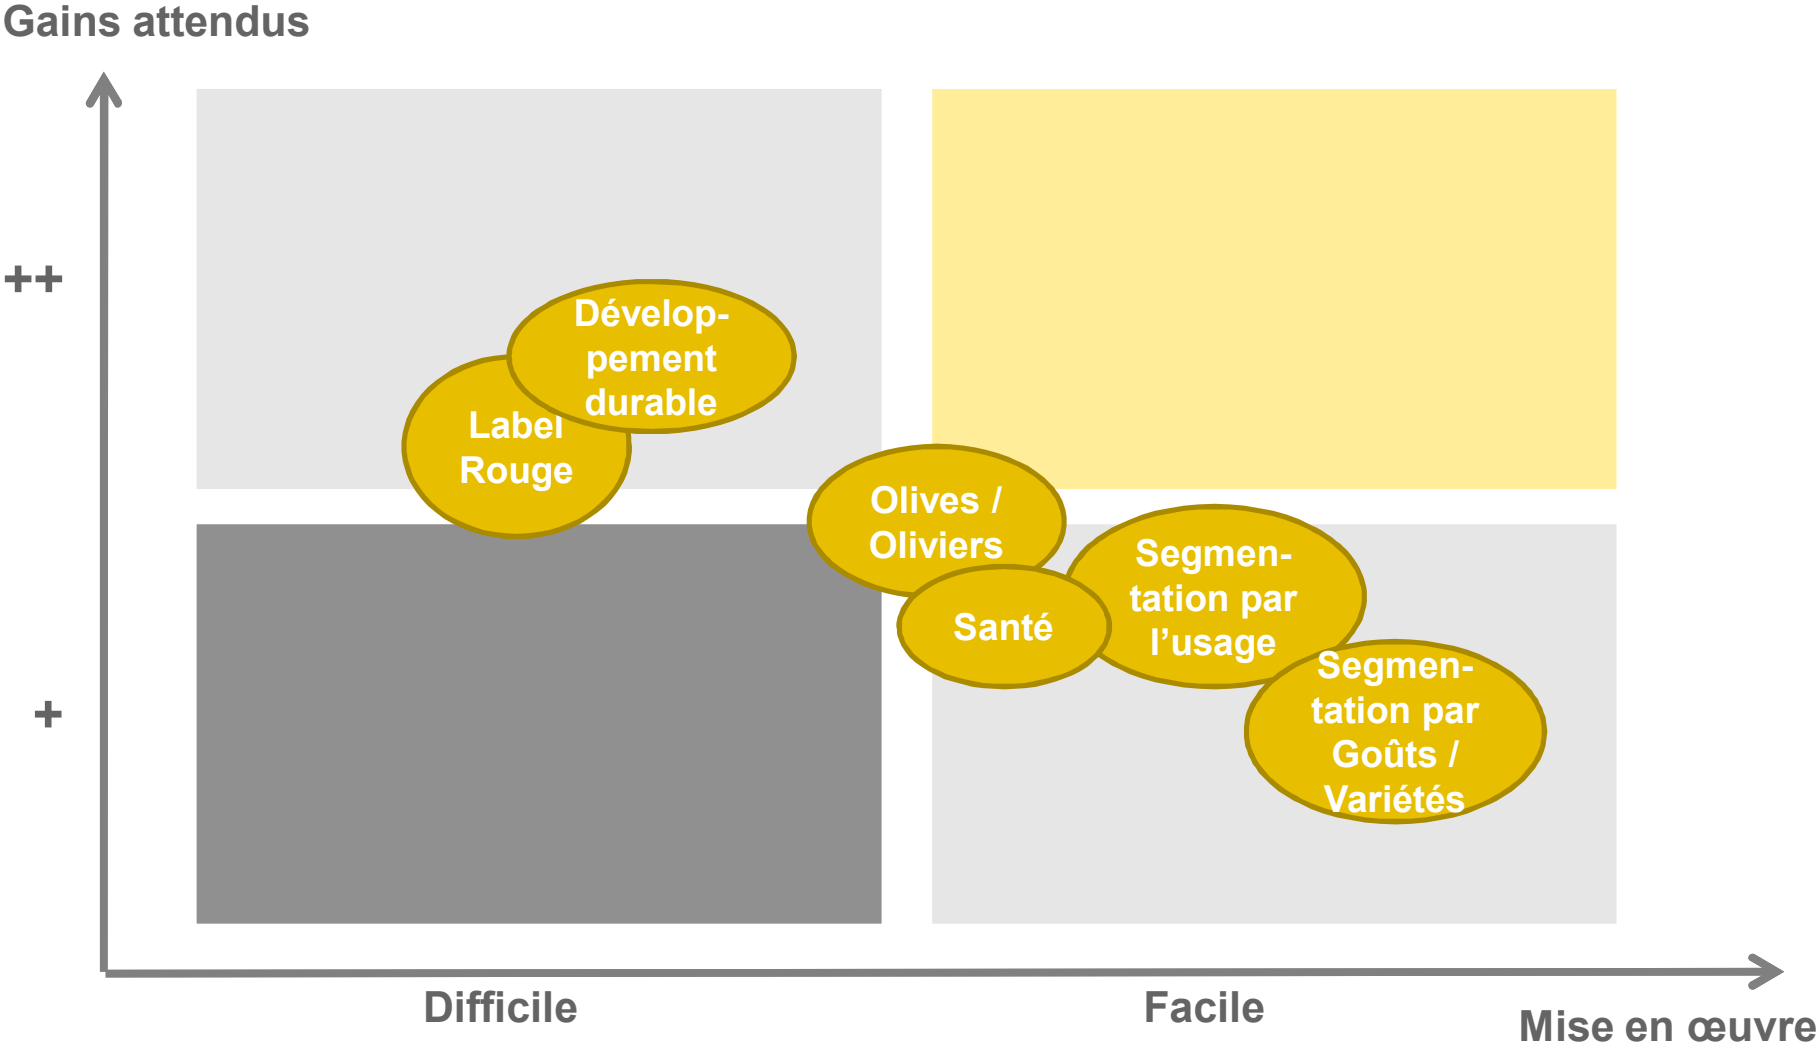 Gains attendus
++
Dévelop-
pement
durable
Label
Rouge
Olives /
Oliviers
Segmen-
tation par
l’usage
Santé
Segmen-
tation par
Goûts /
Variétés
+
Difficile
Facile
Mise en œuvre